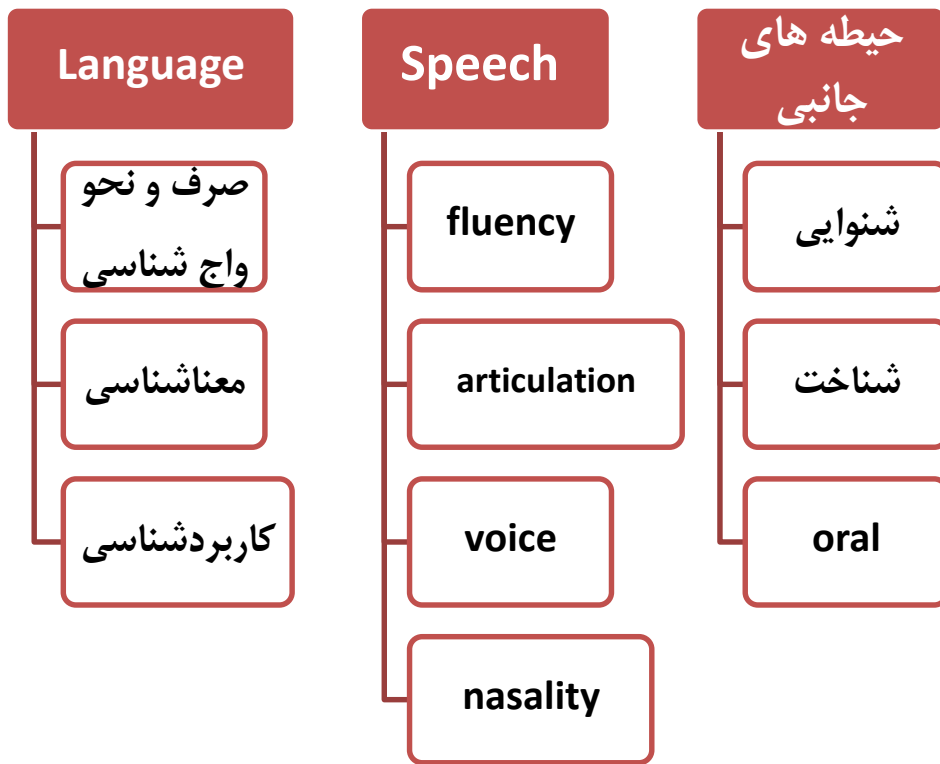 Language
صرف و نحو
واج شناسی
معناشناسی
کاربردشناسی
Speech
fluency
articulation
voice
nasality
حیطه های
جانبی
شنوایی
شناخت
oral